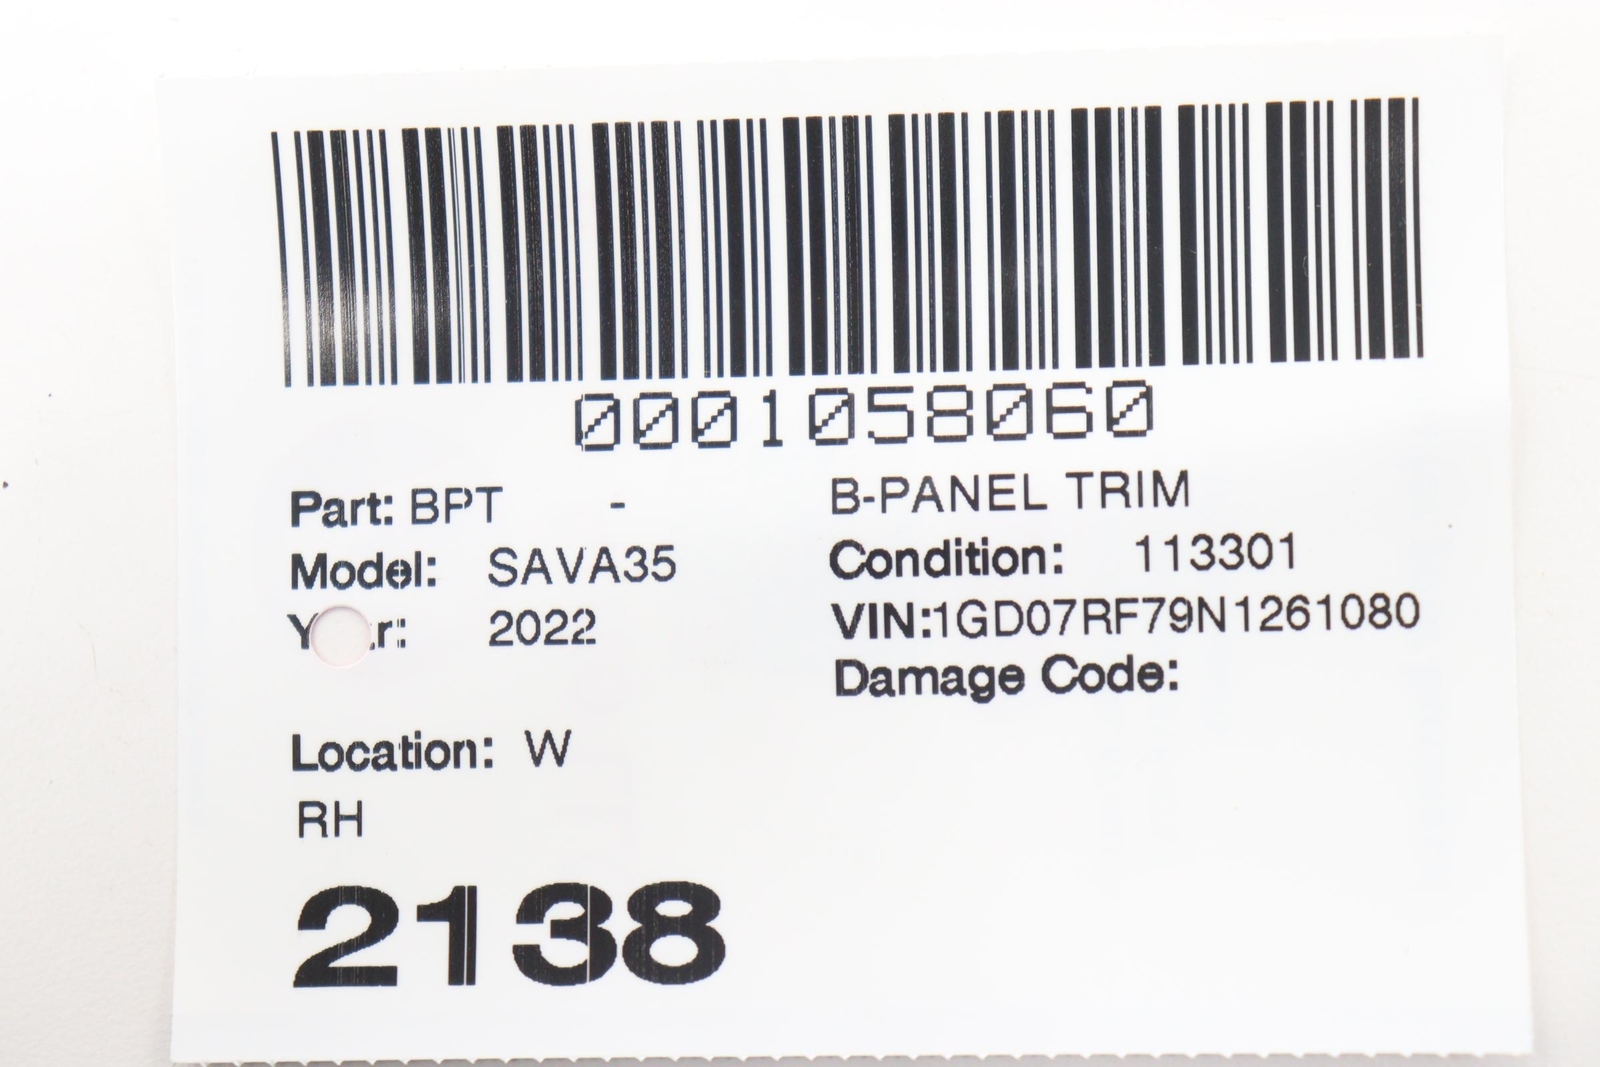 0001058060
Part: BPT - B-PANEL TRIM
Model: SAVA35 Condition: 113301
2022 VIN:1GD07RF79N1261080
Damage Code:
Location: W
RH
2138